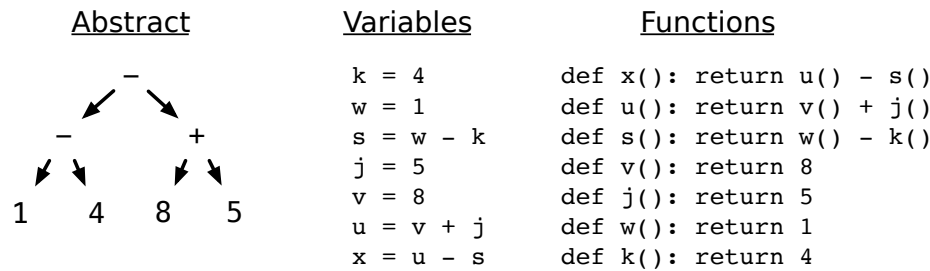 Abstract
−
− +
1 4 8 5
Variables
k = 4
w = 1
s = w - k
j = 5
v = 8
u = v + j
x = u - s
Functions
def x(): return u() - s()
def u(): return v() + j()
def s(): return w() - k()
def v(): return 8
def j(): return 5
def w(): return 1
def k(): return 4